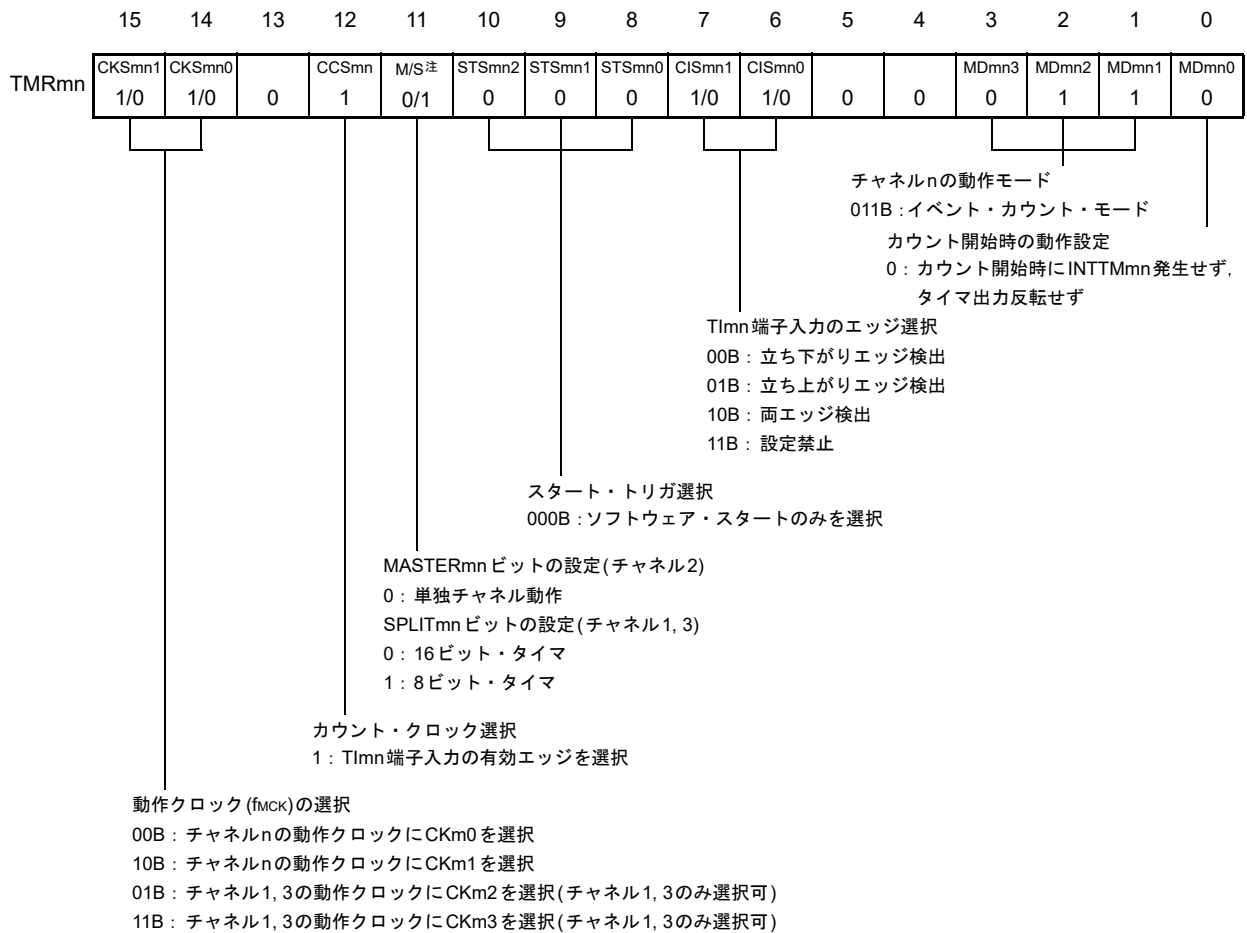 15 14 13 12 11 10 9 8 7 6 5 4 3 2 1 0
TMRmn
CKSmn1 CKSmn0 CCSmn M/S注 STSmn2 STSmn1 STSmn0 CISmn1 CISmn0 MDmn3 MDmn2 MDmn1 MDmn0
1/0 1/0 0 1 0/1 0 0 0 1/0 1/0 0 0 0 1 1 0
チャネルnの動作モード
011B：イベント・カウント・モード
カウント開始時の動作設定
0：カウント開始時にINTTMmn発生せず,
タイマ出力反転せず
TImn端子入力のエッジ選択
00B：立ち下がりエッジ検出
01B：立ち上がりエッジ検出
10B：両エッジ検出
11B：設定禁止
スタート・トリガ選択
000B：ソフトウェア・スタートのみを選択
MASTERmnビットの設定(チャネル2)
0：単独チャネル動作
SPLITmnビットの設定(チャネル1, 3)
0：16ビット・タイマ
1：8ビット・タイマ
カウント・クロック選択
1：TImn端子入力の有効エッジを選択
動作クロック(fMCK)の選択
00B：チャネルnの動作クロックにCKm0を選択
10B：チャネルnの動作クロックにCKm1を選択
01B：チャネル1, 3の動作クロックにCKm2を選択(チャネル1, 3のみ選択可)
11B：チャネル1, 3の動作クロックにCKm3を選択(チャネル1, 3のみ選択可)